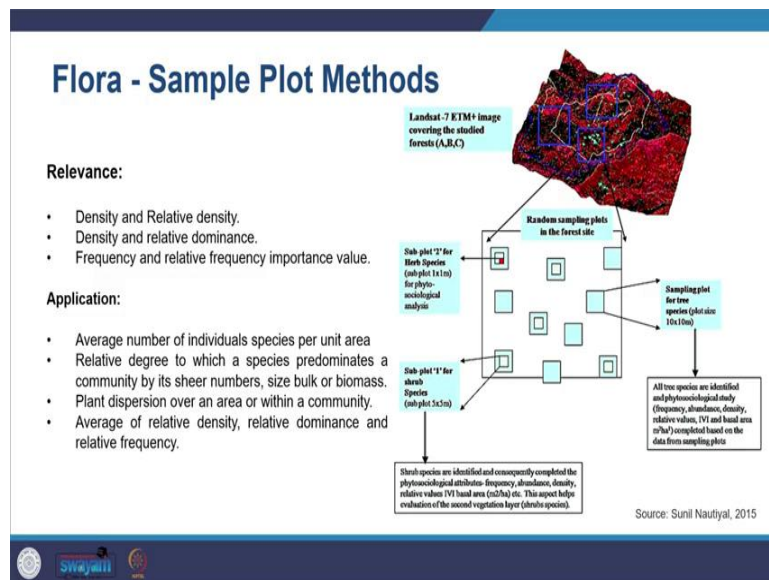 Flora - Sample Plot Methods
Relevance:
• Density and Relative density.
• Density and relative dominance.
• Frequency and relative frequency importance value.
Application:
• Average number of individuals species per unit area
• Relative degree to which a species predominates a
community by its sheer numbers, size bulk or biomass.
• Plant dispersion over an area or within a community.
• Average of relative density, relative dominance and
relative frequency.
Landsat -7 ETM+ image
covering the studied
forests (A,B,C)
Random sampling plots
in the forest site
Sub-plot '2' for
Herb Species
(sub plot 1x1m)
for phyto-
sociological
analysis
Sampling plot
for tree
species (plot size
10x10m)
Sub-plot '1' for
shrub
Species
(sub plot 5x5m)
All tree species are identified
and phytosociological study
(frequency, abundance, density,
relative values, IVI and basal area
m²ha¹) completed based on the
data from sampling plots
Shrub species are identified and consequently completed the
phytosociological attributes- frequency, abundance, density,
relative values IVI basal area (m2/ha) etc. This aspect helps
evaluation of the second vegetation layer (shrubs species).
Source: Sunil Nautiyal, 2015
swayam